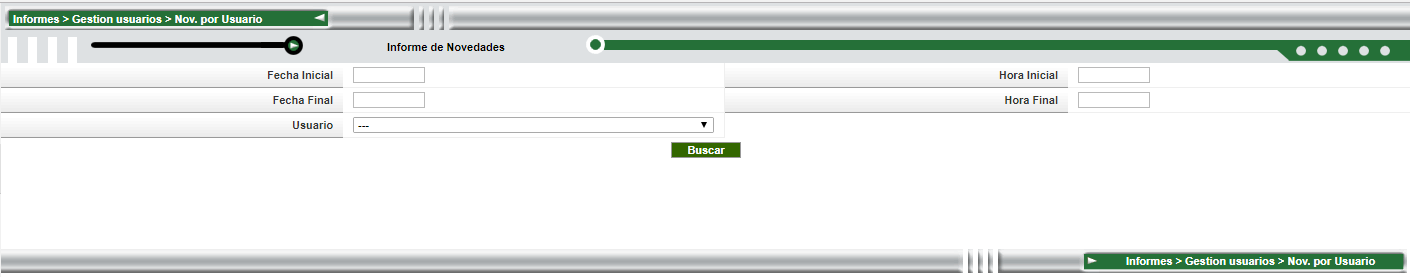 Informes > Gestion usuarios > Nov. por Usuario
Informe de Novedades
Fecha Inicial
Hora Inicial
Fecha Final
Hora Final
Usuario
---
Buscar
Informes > Gestion usuarios > Nov. por Usuario